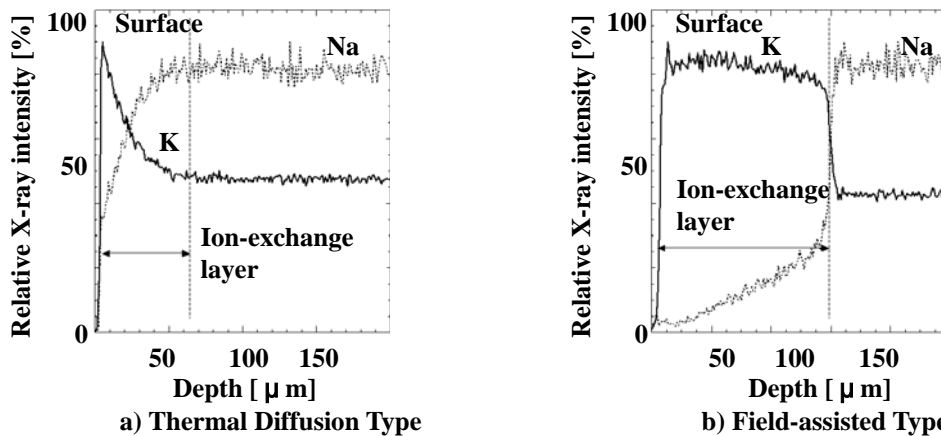 100
Surface
Na
K
50
Ion-exchange
layer
0
50 100 150
Depth [ μ m]
Relative X-ray intensity [%]
a) Thermal Diffusion Type
100
Surface
K
Na
50
Ion-exchange
layer
0
50 100 150
Depth [ μ m]
Relative X-ray intensity [%]
b) Field-assisted Type